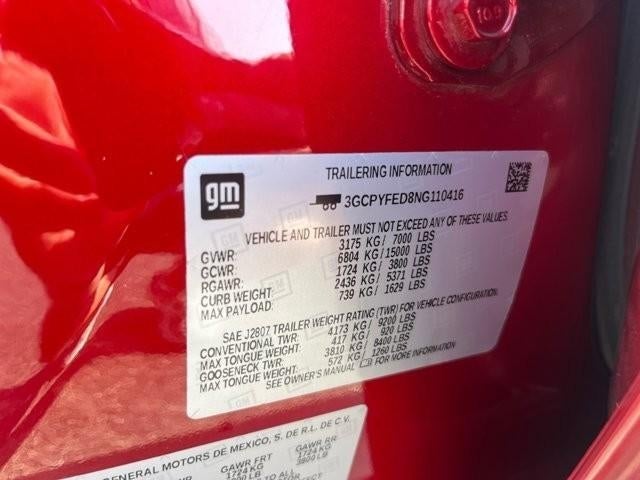 10.9
gm
TRAILERING INFORMATION
3GCPYFED8NG110416
VEHICLE AND TRAILER MUST NOT EXCEED ANY OF THESE VALUES.
GVWR: 3175 KG/ 7000 LBS
GCWR: 6804 KG/15000 LBS
RGAWR: 1724 KG/ 3800 LBS
CURB WEIGHT: 2436 KG/ 5371 LBS
MAX PAYLOAD: 739 KG/ 1629 LBS
SAE J2807 TRAILER WEIGHT RATING (TWR) FOR VEHICLE CONFIGURATION.
CONVENTIONAL TWR: 4173 KG/ 9200 LBS
MAX TONGUE WEIGHT: 417 KG/ 920 LBS
GOOSENECK TWR: 3810 KG/ 8400 LBS
MAX TONGUE WEIGHT: 572 KG/ 1260 LBS
SEE OWNER'S MANUAL FOR MORE INFORMATION
GENERAL MOTORS DE MEXICO, S. DE R.L. DE C.V.
GAWR FRT GAWR RR
1724 KG 1724 KG
3800 LB